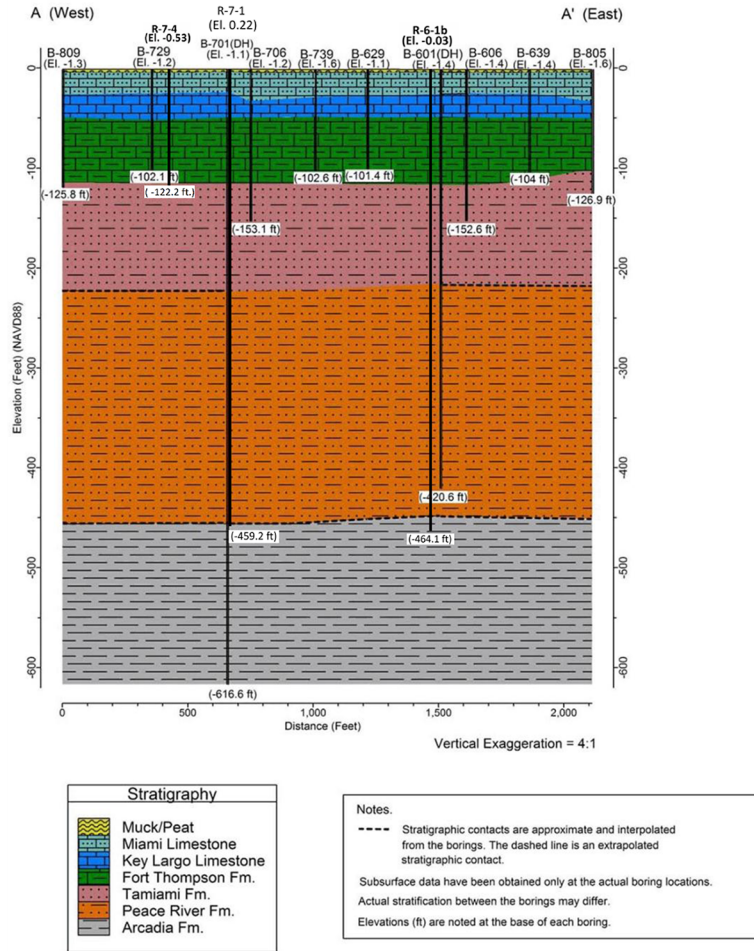 R-7-1
A (West)
A' (East)
R-7-4
El. 0.22)
R-6-1b
(El. -0.53)
(El. -0.03)
B-809
B-729
B-701(DH)
B-706
B-739
B-629
B-601(DH)
B-606
B-639
B-805
(El. -1.3)
(El. -1.2)
(El. -1.1)
(El. -1.2)
(El. -1.6)
(El. -1.1)
(El. -1.4)
(El. -1.4)
(El. -1.4)
(El. -1.6)
0
0
-100
-100
(-102.1 ft)
(-102.6 ft)
(-101.4 ft)
(-104 ft)
(-125.8 ft)
(-122.2 ft.)
(-126.9 ft)
(-153.1 ft)
(-152.6 ft)
-200
-200
-300
-300
Elevation (Feet) (NAVD88)
-400
-400
(-420.6 ft)
(-459.2 ft)
(-464.1 ft)
-500
-500
-600
-600
(-616.6 ft)
0
500
1,000
1,500
2,000
Distance (Feet)
Vertical Exaggeration = 4:1
Stratigraphy
Muck/Peat
Miami Limestone
Key Largo Limestone
Fort Thompson Fm.
Tamiami Fm.
Peace River Fm.
Arcadia Fm.
Notes.
Stratigraphic contacts are approximate and interpolated
from the borings. The dashed line is an extrapolated
stratigraphic contact.
Subsurface data have been obtained only at the actual boring locations.
Actual stratification between the borings may differ.
Elevations (ft) are noted at the base of each boring.